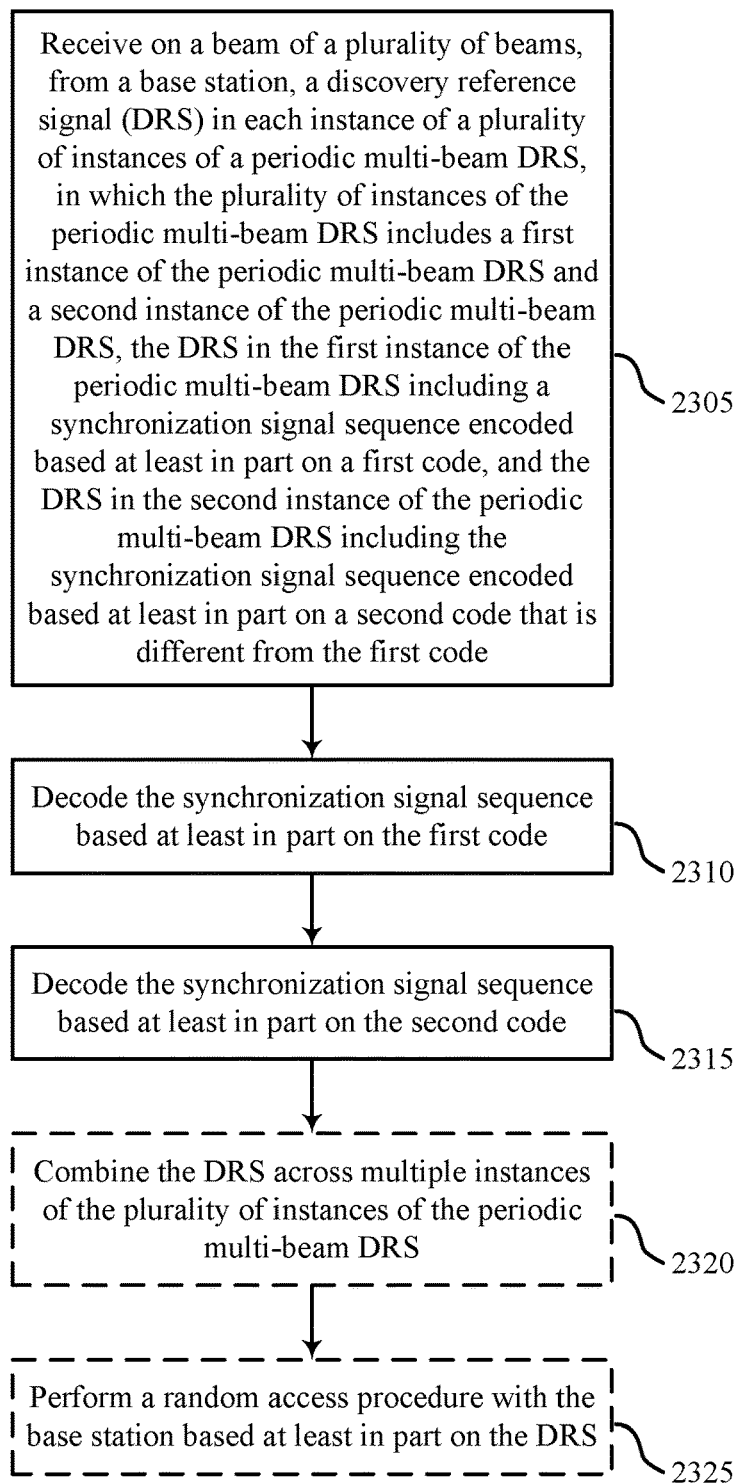 Receive on a beam of a plurality of beams,
from a base station, a discovery reference
signal (DRS) in each instance of a plurality
of instances of a periodic multi-beam DRS,
in which the plurality of instances of the
periodic multi-beam DRS includes a first
instance of the periodic multi-beam DRS and
a second instance of the periodic multi-beam
DRS, the DRS in the first instance of the
periodic multi-beam DRS including a
synchronization signal sequence encoded
based at least in part on a first code, and the
DRS in the second instance of the periodic
multi-beam DRS including the
synchronization signal sequence encoded
based at least in part on a second code that is
different from the first code
2305
Decode the synchronization signal sequence
based at least in part on the first code
2310
Decode the synchronization signal sequence
based at least in part on the second code
2315
Combine the DRS across multiple instances
of the plurality of instances of the periodic
multi-beam DRS
2320
Perform a random access procedure with the
base station based at least in part on the DRS
2325